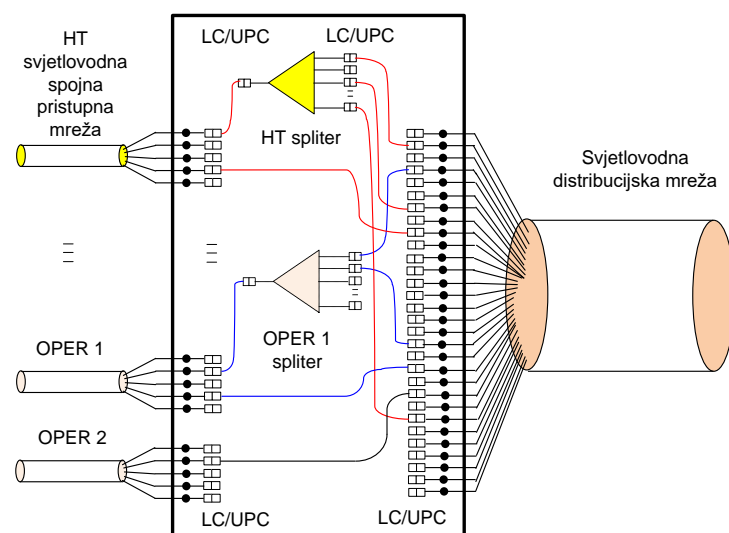 HT
svjetlovodna
spojna
pristupna
mreža
LC/UPC
LC/UPC
HT spliter
Svjetlovodna
distribucijska mreža
OPER 1
spliter
OPER 1
OPER 2
LC/UPC
LC/UPC